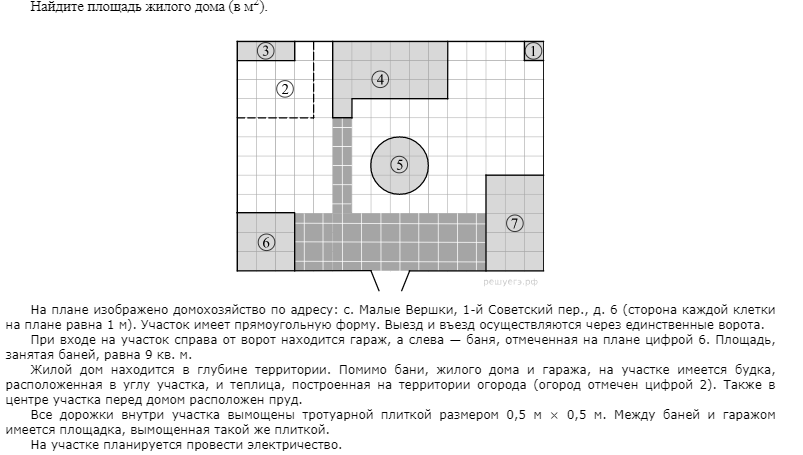 Найдите площадь жилого дома (в м²).
3
1
4
2
5
7
6
решуегэ.рф
На плане изображено домохозяйство по адресу: с. Малые Вершки, 1-й Советский пер., д. 6 (сторона каждой клетки
на плане равна 1 м). Участок имеет прямоугольную форму. Выезд и въезд осуществляются через единственные ворота.
При входе на участок справа от ворот находится гараж, а слева — баня, отмеченная на плане цифрой 6. Площадь,
занятая баней, равна 9 кв. м.
Жилой дом находится в глубине территории. Помимо бани, жилого дома и гаража, на участке имеется будка,
расположенная в углу участка, и теплица, построенная на территории огорода (огород отмечен цифрой 2). Также в
центре участка перед домом расположен пруд.
Все дорожки внутри участка вымощены тротуарной плиткой размером 0,5 м × 0,5 м. Между баней и гаражом
имеется площадка, вымощенная такой же плиткой.
На участке планируется провести электричество.